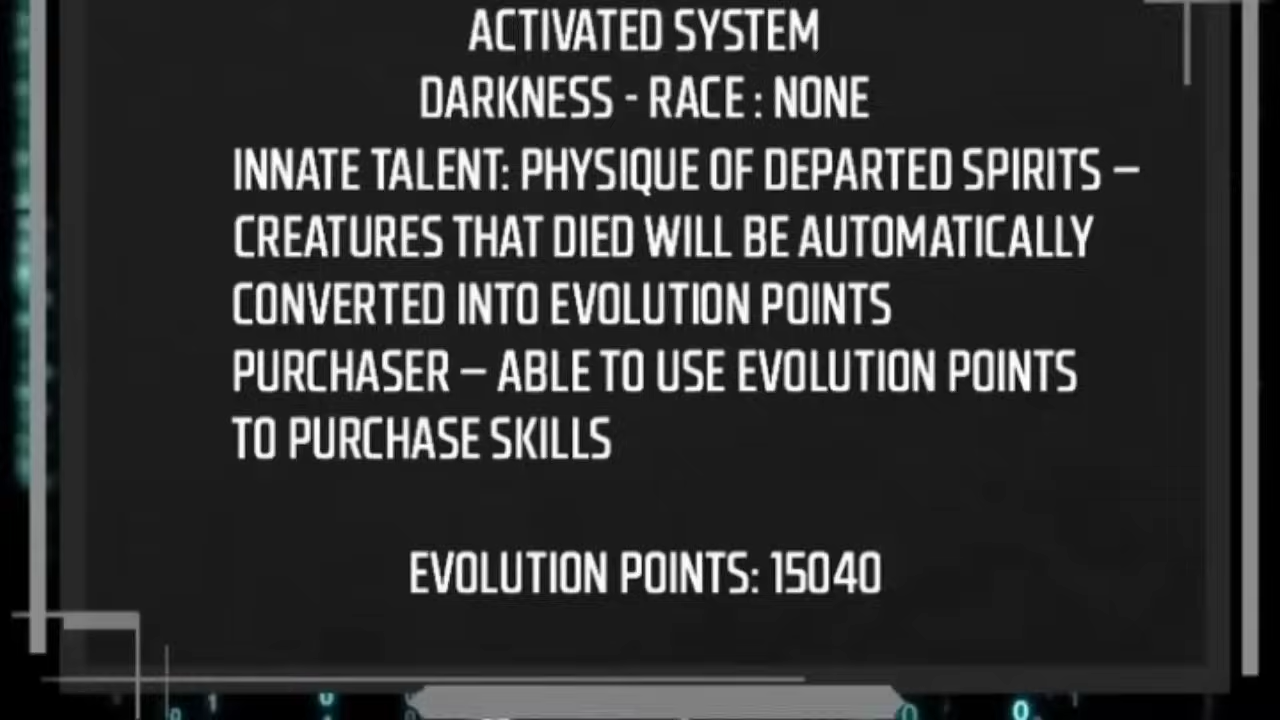 ACTIVATED SYSTEM
DARKNESS - RACE : NONE
INNATE TALENT: PHYSIQUE OF DEPARTED SPIRITS –
CREATURES THAT DIED WILL BE AUTOMATICALLY
CONVERTED INTO EVOLUTION POINTS
PURCHASER – ABLE TO USE EVOLUTION POINTS
TO PURCHASE SKILLS
EVOLUTION POINTS: 15040